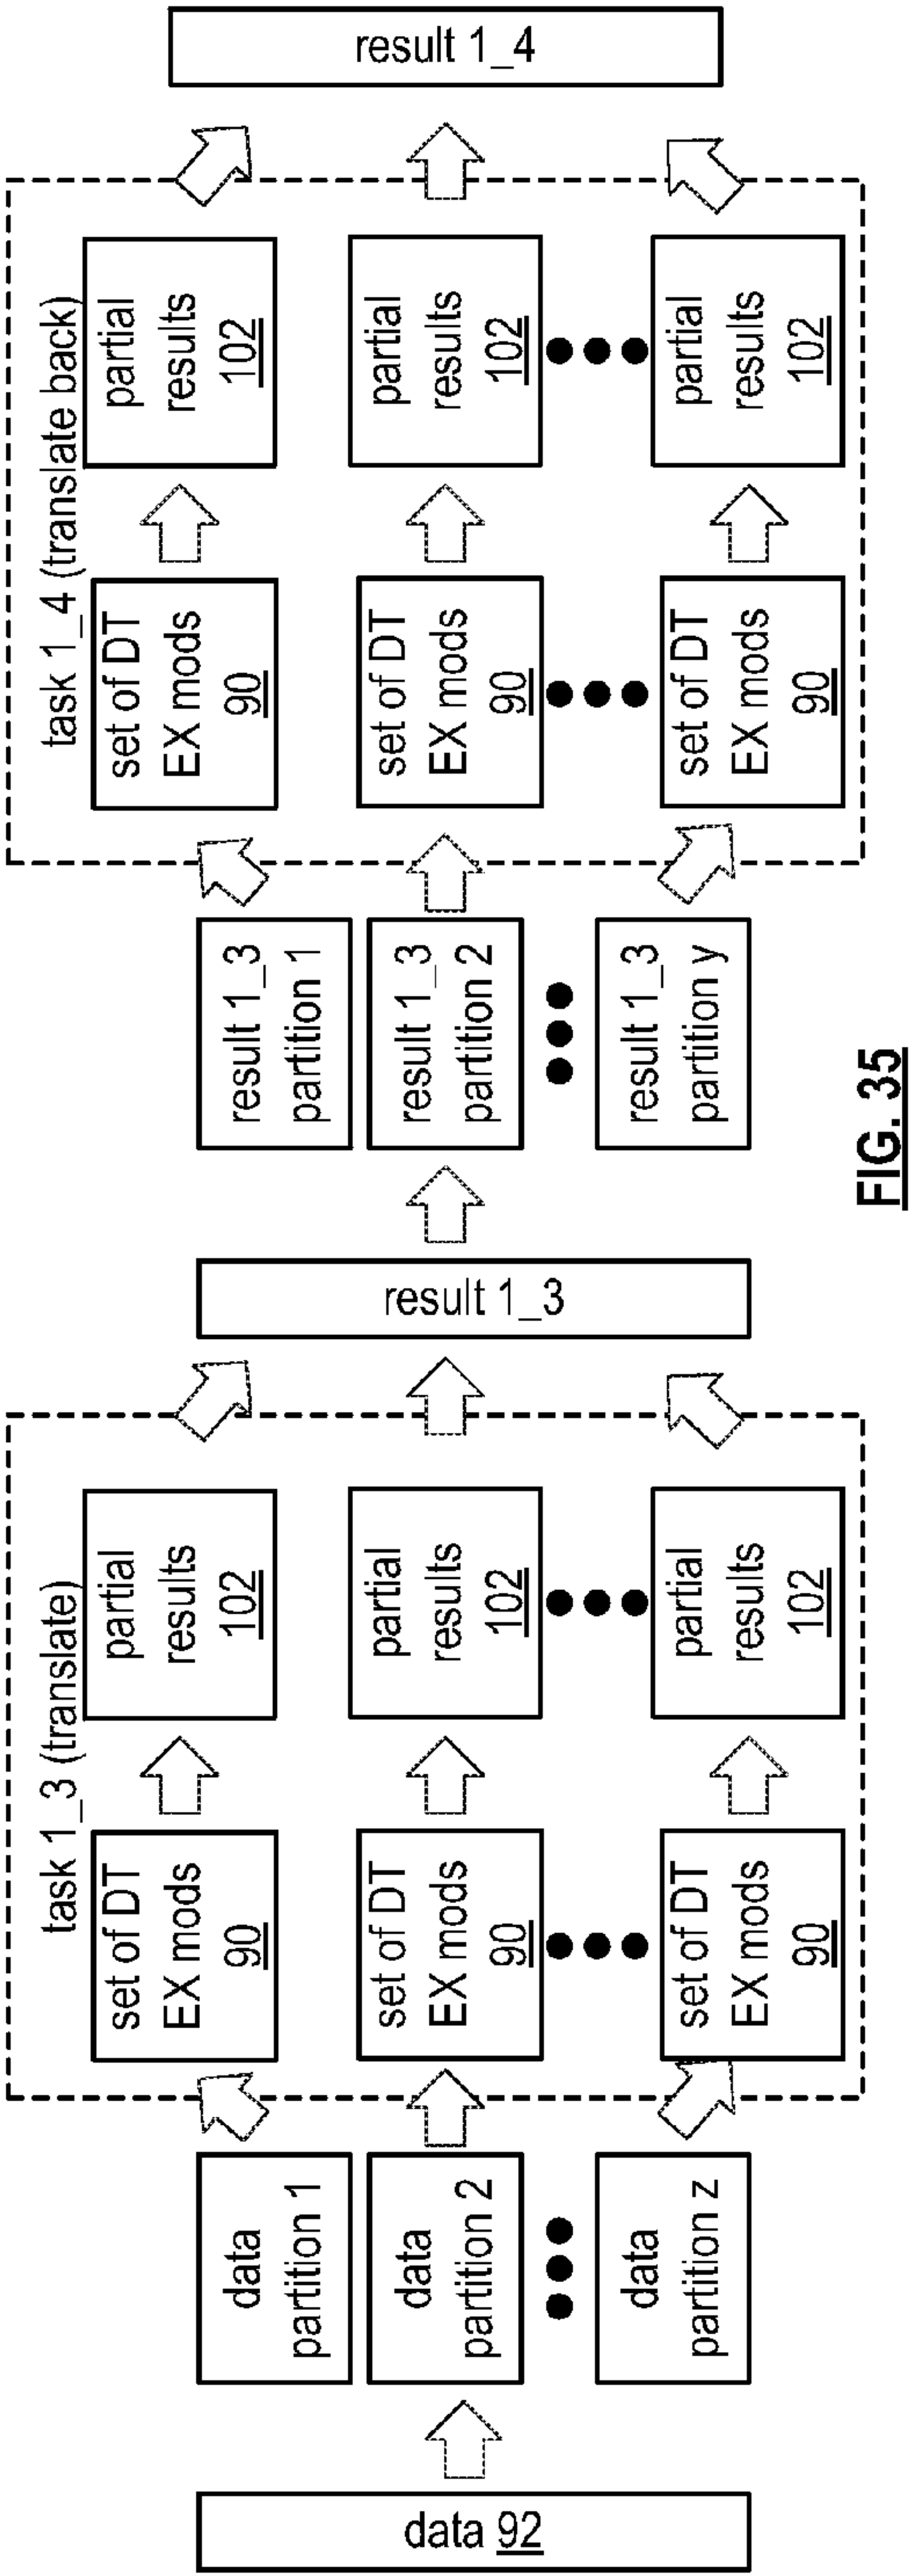 data 92
data
partition 1
data
partition 2
data
partition z
task 1_3 (translate)
set of DT
EX mods
90
partial
results
102
set of DT
EX mods
90
partial
results
102
set of DT
EX mods
90
partial
results
102
result 1_3
result 1_3
partition 1
result 1_3
partition 2
result 1_3
partition y
task 1_4 (translate back)
set of DT
EX mods
90
partial
results
102
set of DT
EX mods
90
partial
results
102
set of DT
EX mods
90
partial
results
102
result 1_4
FIG. 35